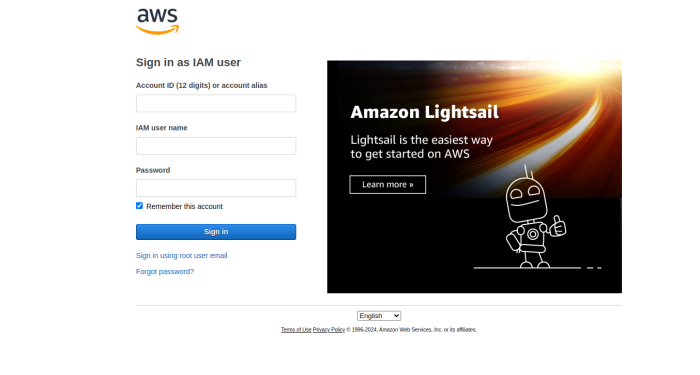 aws
Sign in as IAM user
Account ID (12 digits) or account alias
IAM user name
Password
Remember this account
Sign in
Sign in using root user email
Forgot password?
Amazon Lightsail
Lightsail is the easiest way
to get started on AWS
Learn more »
English
Terms of Use Privacy Policy © 1996-2024, Amazon Web Services, Inc. or its affiliates.